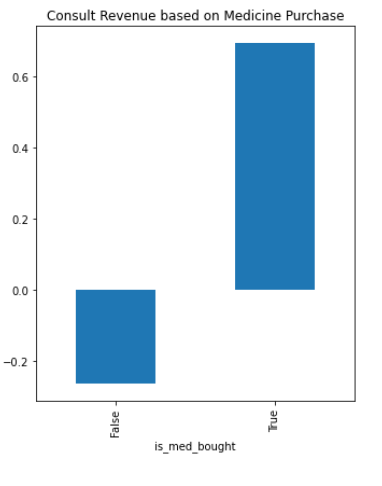 Consult Revenue based on Medicine Purchase
0.6
0.4
0.2
0.0
−0.2
False
True
is_med_bought